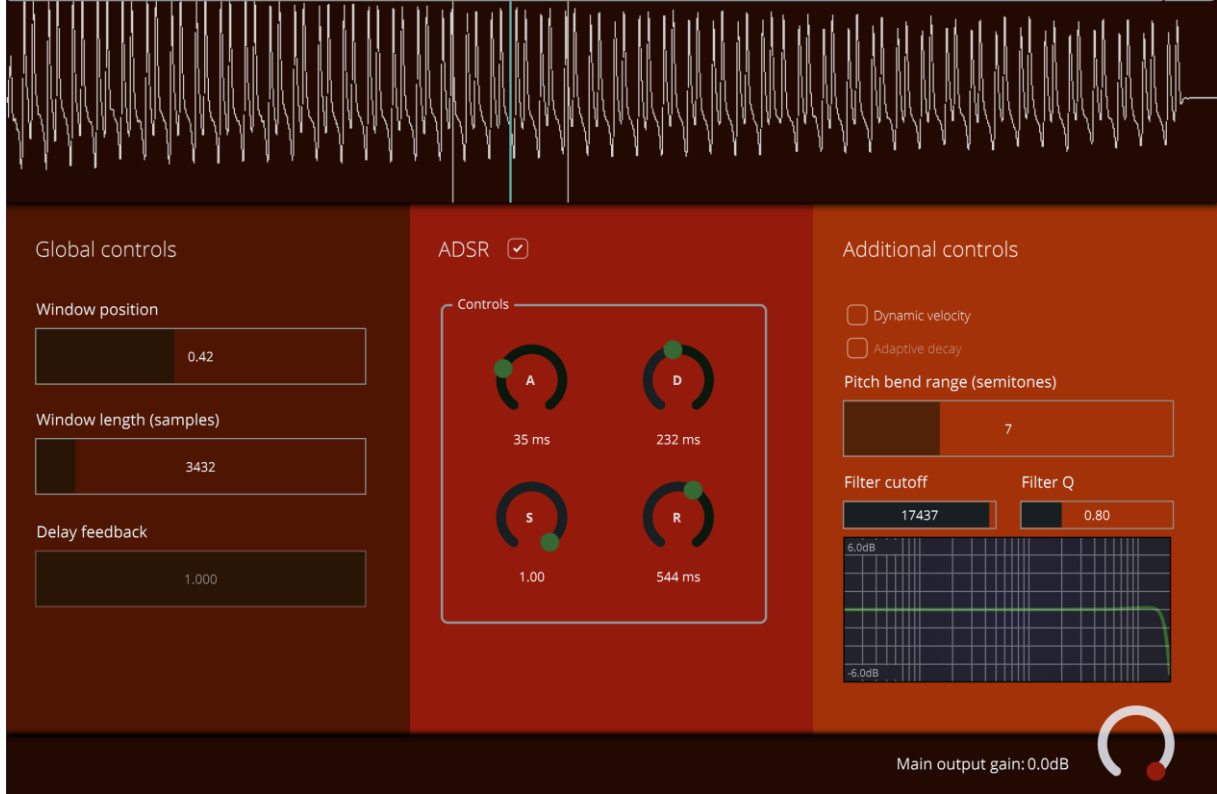 Global controls
Window position
0.42
Window length (samples)
3432
Delay feedback
1.000
ADSR
Controls
A
35 ms
D
232 ms
S
1.00
R
544 ms
Additional controls
Dynamic velocity
Adaptive decay
Pitch bend range (semitones)
7
Filter cutoff
17437
Filter Q
0.80
6.0dB
-6.0dB
Main output gain: 0.0dB